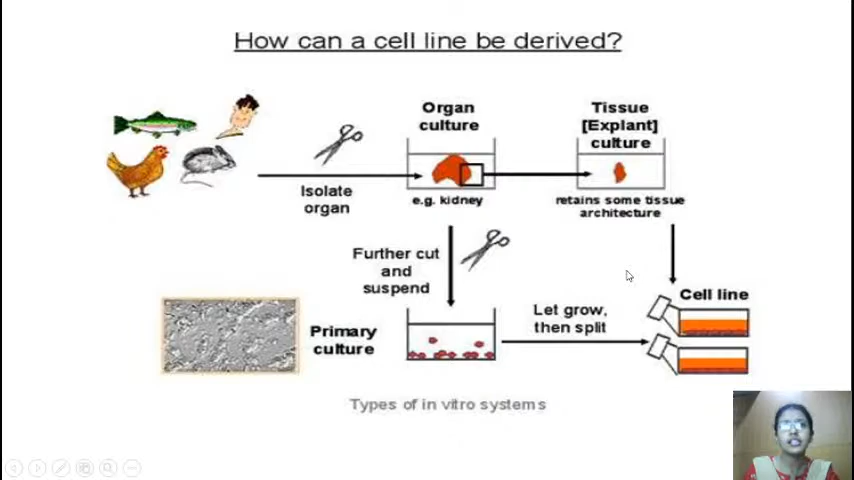 How can a cell line be derived?
Organ
culture
Tissue
[Explant]
culture
Isolate
organ
e.g. kidney
retains some tissue
architecture
Further cut
and
suspend
Primary
culture
Let grow,
then split
Cell line
Types of in vitro systems